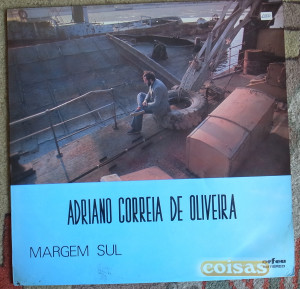 ADRIANO CORREIA DE OLIVEIRA
MARGEM SUL
orfeu
coisas